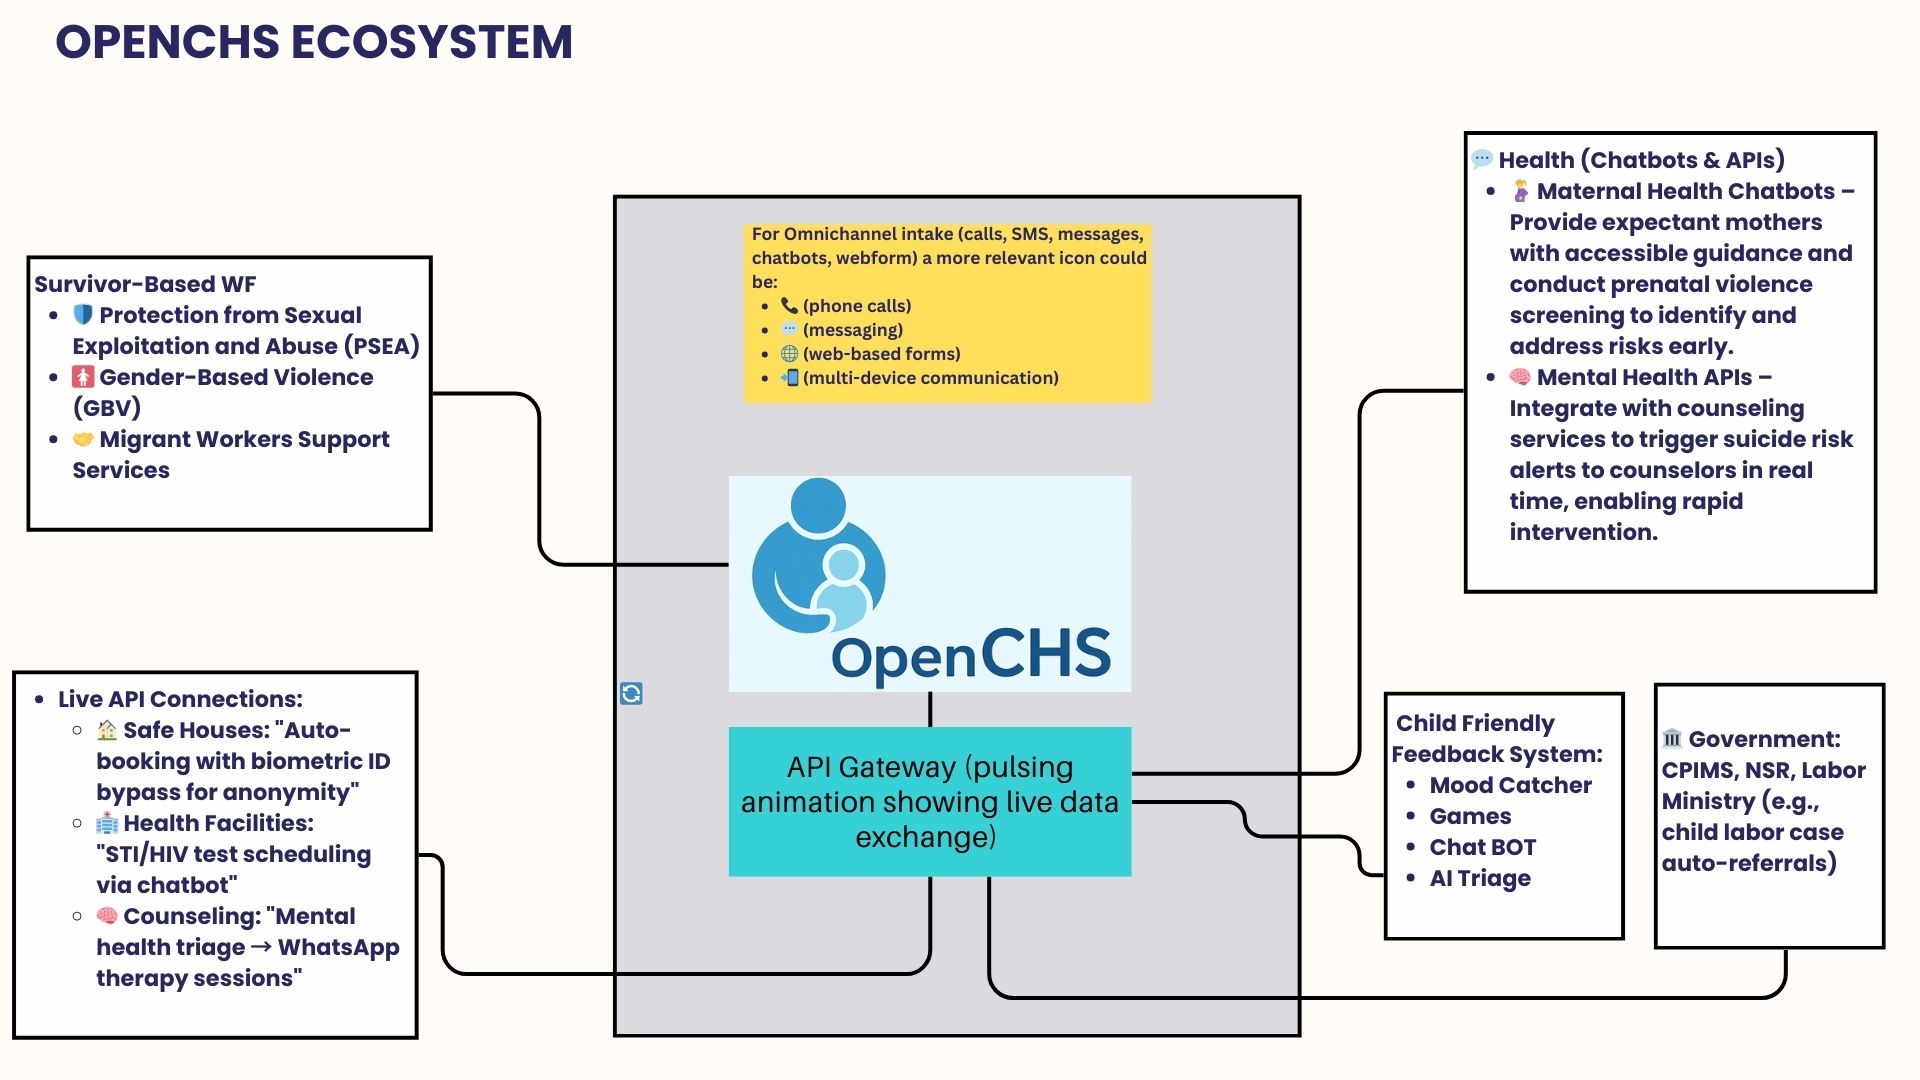 OPENCHS ECOSYSTEM
Survivor-Based WF
• 🛡️ Protection from Sexual
Exploitation and Abuse (PSEA)
• 🚺 Gender-Based Violence
(GBV)
• 🤝 Migrant Workers Support
Services
• Live API Connections:
○ 🏠 Safe Houses: "Auto-
booking with biometric ID
bypass for anonymity"
○ 🏥 Health Facilities:
"STI/HIV test scheduling
via chatbot"
○ 🧠 Counseling: "Mental
health triage → WhatsApp
therapy sessions"
For Omnichannel intake (calls, SMS, messages,
chatbots, webform) a more relevant icon could
be:
• 📞 (phone calls)
• 💬 (messaging)
• 🌐 (web-based forms)
• 📲 (multi-device communication)
OpenCHS
API Gateway (pulsing
animation showing live data
exchange)
💬 Health (Chatbots & APIs)
• 🤰 Maternal Health Chatbots –
Provide expectant mothers
with accessible guidance and
conduct prenatal violence
screening to identify and
address risks early.
• 🧠 Mental Health APIs –
Integrate with counseling
services to trigger suicide risk
alerts to counselors in real
time, enabling rapid
intervention.
Child Friendly
Feedback System:
• Mood Catcher
• Games
• Chat BOT
• AI Triage
🏛️ Government:
CPIMS, NSR, Labor
Ministry (e.g.,
child labor case
auto-referrals)